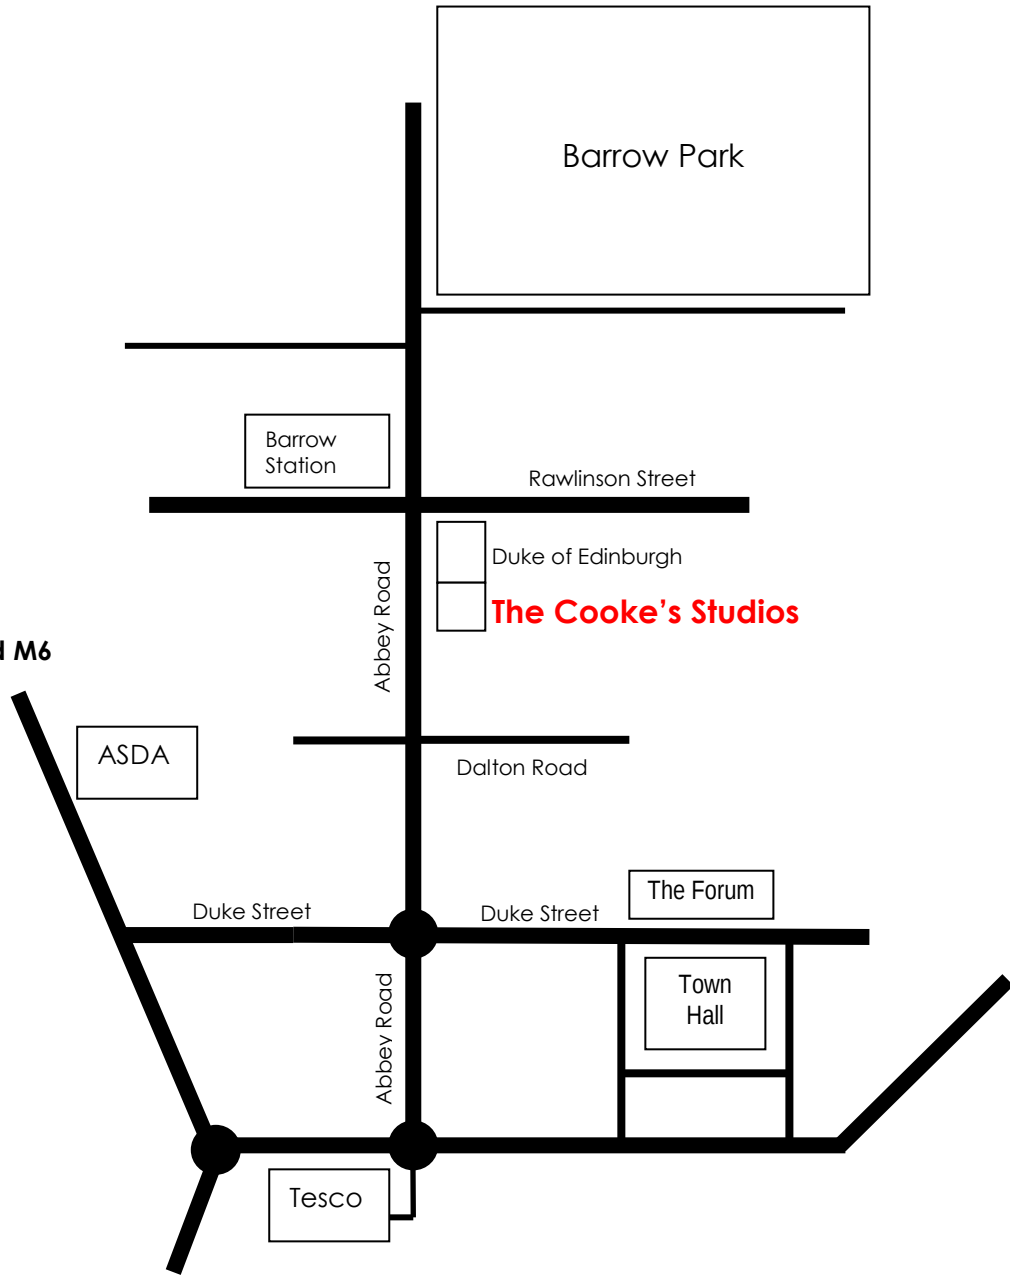 Barrow Park
Barrow
Station
Rawlinson Street
Duke of Edinburgh
The Cooke’s Studios
Abbey Road
M6
ASDA
Dalton Road
The Forum
Duke Street
Duke Street
Town
Hall
Abbey Road
Tesco